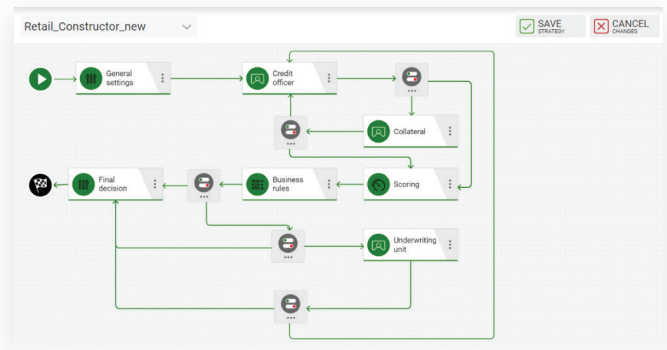 Retail_Constructor_new
SAVE
STRATEGY
CANCEL
CHANGES
General
settings
Credit
officer
Collateral
Final
decision
Business
rules
Scoring
Underwriting
unit